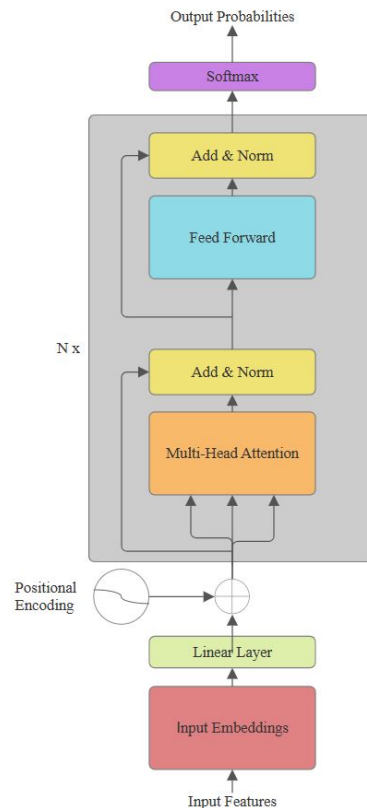 Output Probabilities
Softmax
Add & Norm
Feed Forward
N x
Add & Norm
Multi-Head Attention
Positional
Encoding
Linear Layer
Input Embeddings
Input Features